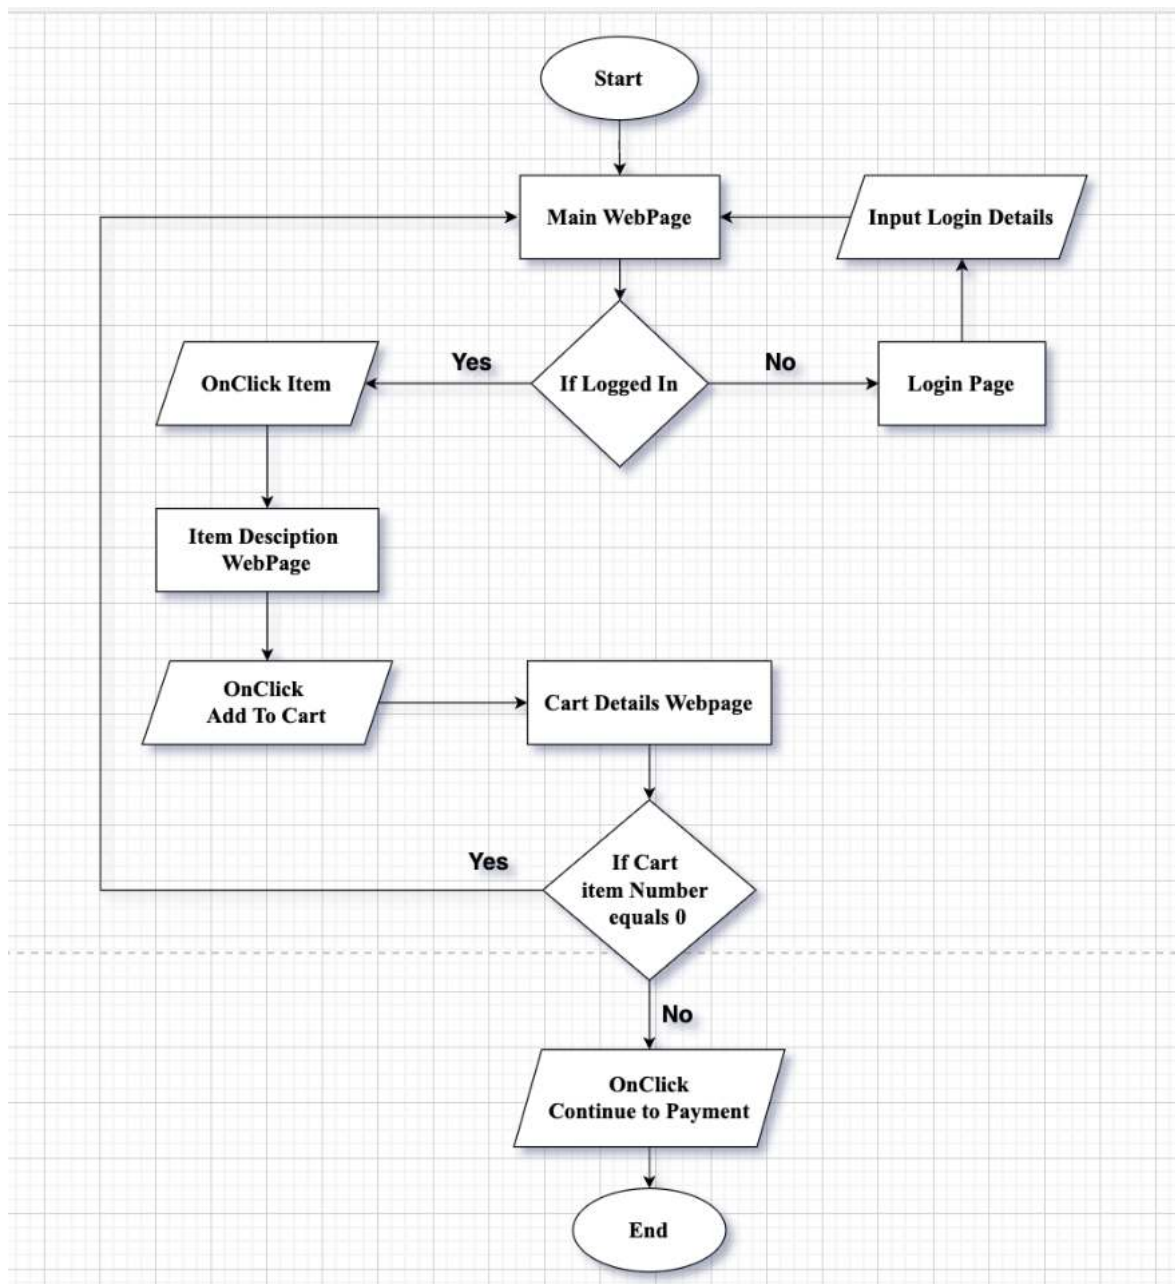 Start
Main WebPage
Input Login Details
Yes
No
OnClick Item
If Logged In
Login Page
Item Desciption
WebPage
OnClick
Add To Cart
Cart Details Webpage
Yes
If Cart
item Number
equals 0
No
OnClick
Continue to Payment
End